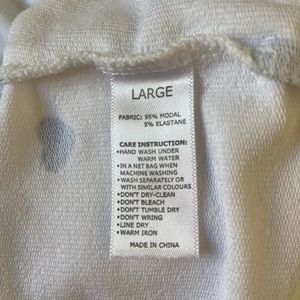 LARGE
FABRIC: 95% MODAL
5% ELASTANE
CARE INSTRUCTION:
•HAND WASH UNDER
WARM WATER
•IN A NET BAG WHEN
MACHINE WASHING
•WASH SEPARATELY OR
WITH SIMILAR COLOURS
•DON'T DRY-CLEAN
•DON'T BLEACH
•DON'T TUMBLE DRY
•DON'T WRING
•LINE DRY
•WARM IRON
MADE IN CHINA